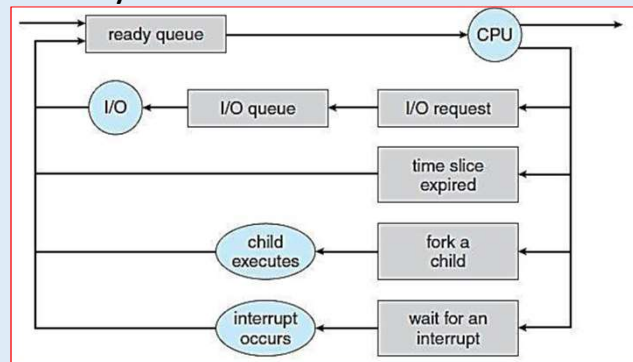 ready queue
CPU
I/O
I/O queue
I/O request
time slice
expired
child
executes
fork a
child
interrupt
occurs
wait for an
interrupt